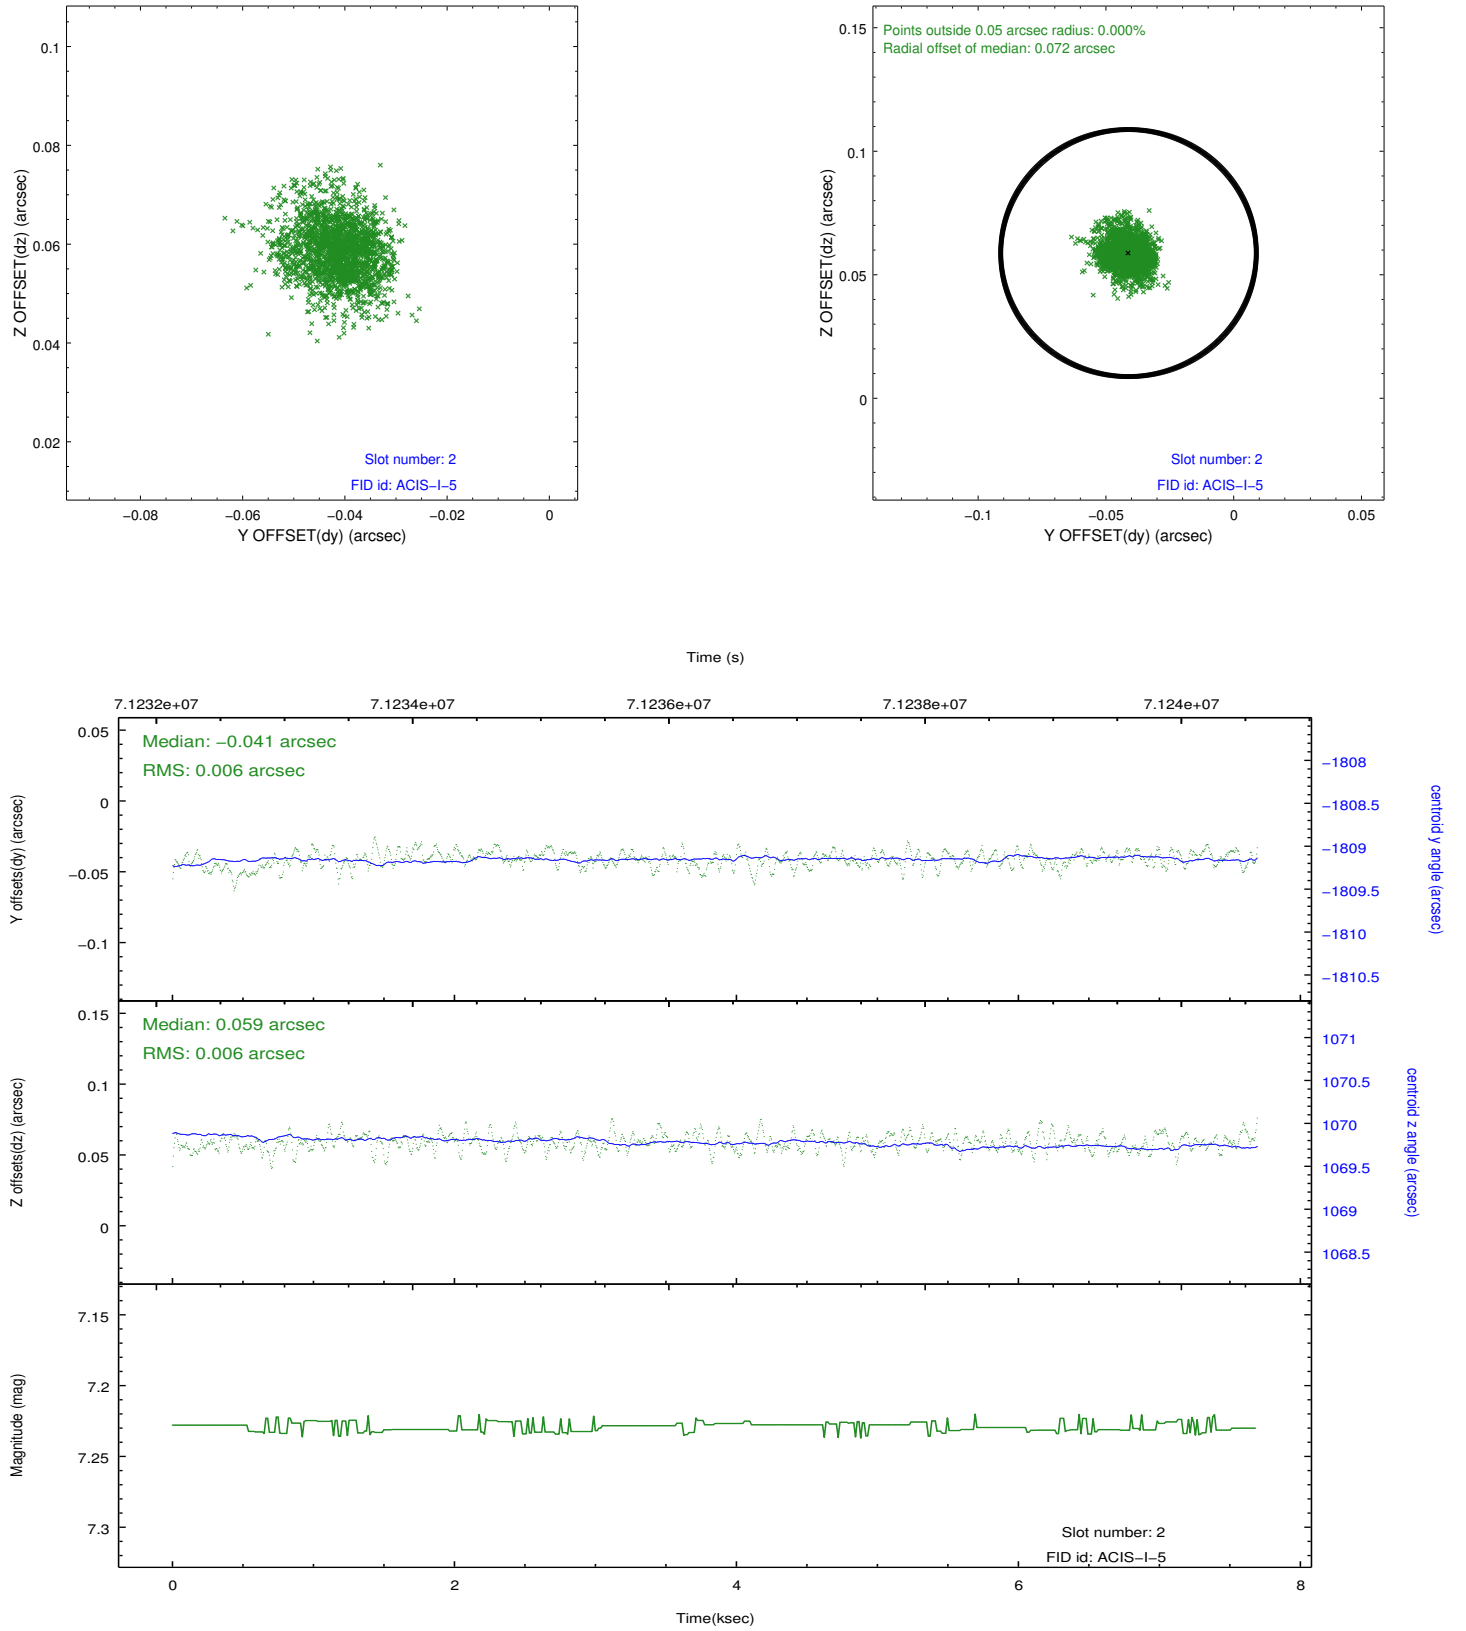 0.1
0.08
0.06
0.04
0.02
Z OFFSET(dz) (arcsec)
Slot number: 2
FID id: ACIS−I−5
−0.08 −0.06 −0.04 −0.02 0
Y OFFSET(dy) (arcsec)
Points outside 0.05 arcsec radius: 0.000%
Radial offset of median: 0.072 arcsec
0.15
0.1
0.05
0
Z OFFSET(dz) (arcsec)
Slot number: 2
FID id: ACIS−I−5
−0.1 −0.05 0 0.05
Y OFFSET(dy) (arcsec)
Time (s)
7.1232e+07 7.1234e+07 7.1236e+07 7.1238e+07 7.124e+07
Median: −0.041 arcsec
RMS: 0.006 arcsec
0.05
0
−0.05
−0.1
Y offsets(dy) (arcsec)
−1808
−1808.5
−1809
−1809.5
−1810
−1810.5
centroid y angle (arcsec)
Median: 0.059 arcsec
RMS: 0.006 arcsec
0.15
0.1
0.05
0
Z offsets(dz) (arcsec)
1071
1070.5
1070
1069.5
1069
1068.5
centroid z angle (arcsec)
7.15
7.2
7.25
7.3
Magnitude (mag)
Slot number: 2
FID id: ACIS−I−5
0 2 4 6 8
Time(ksec)